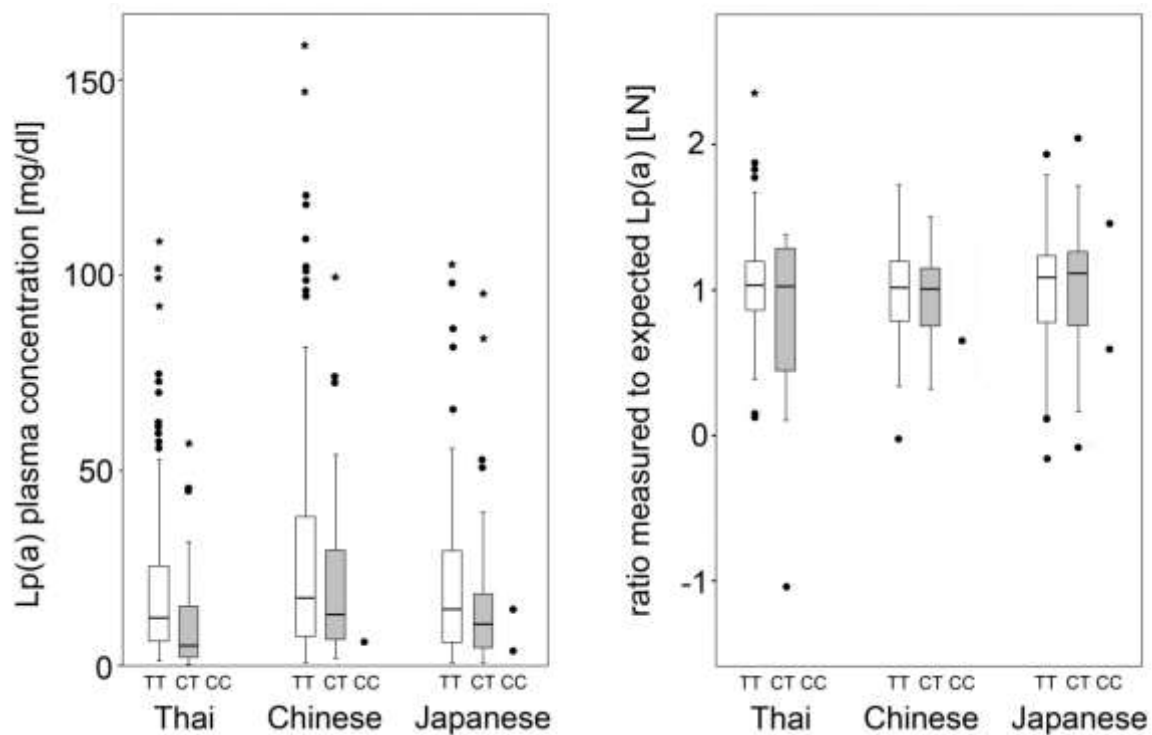 Lp(a) plasma concentration [mg/dl]
150
100
50
0
TT CT CC TT CT CC TT CT CC
Thai Chinese Japanese
ratio measured to expected Lp(a) [LN]
2
1
0
-1
TT CT CC TT CT CC TT CT CC
Thai Chinese Japanese